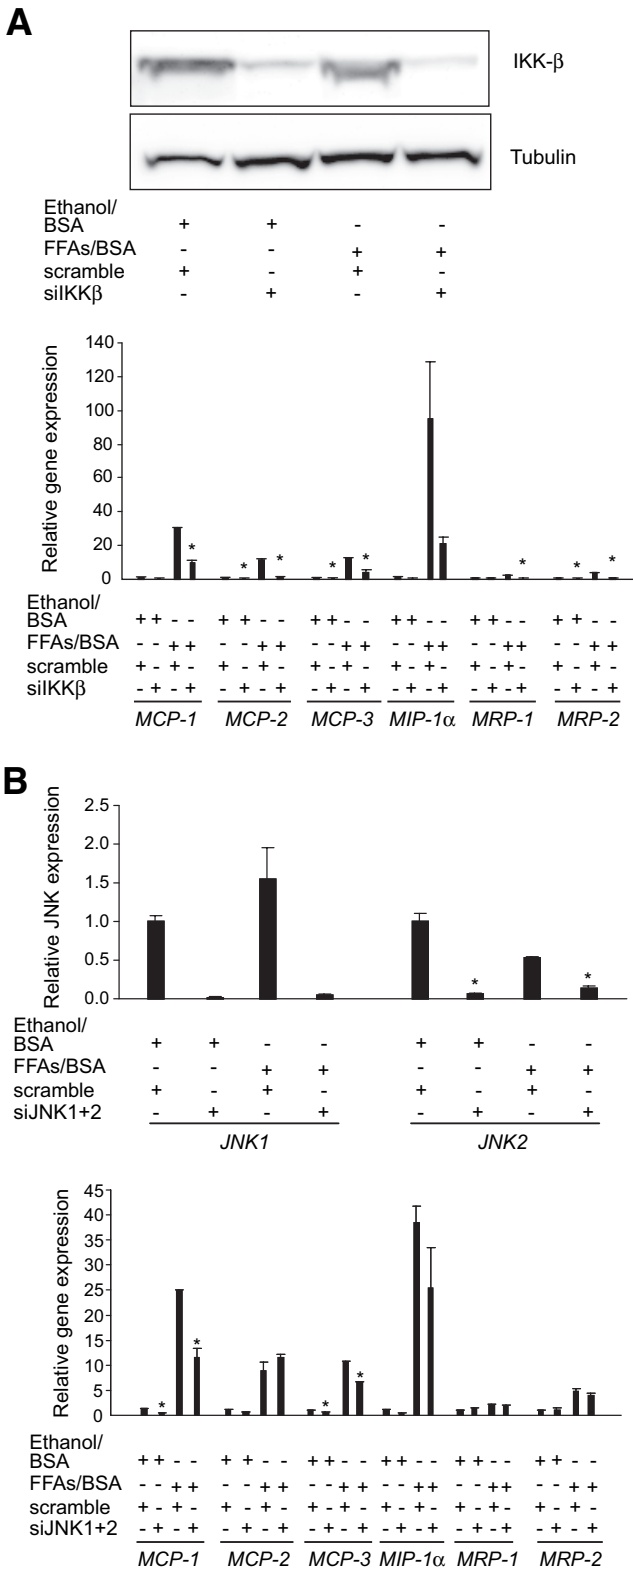 A
IKK-β
Tubulin
Ethanol/
BSA + + - -
FFAs/BSA - - + +
scramble + - + -
siIKKβ - + - +
Relative gene expression
140
120
100
80
60
40
20
0
* * * * * * * *
Ethanol/
BSA + + - - + + - - + + - - + + - - + + - - + + - -
FFAs/BSA - - + + - - + + - - + + - - + + - - + + - - + +
scramble + - + - + - + - + - + - + - + - + - + - + - + -
siIKKβ - + - + - + - + - + - + - + - + - + - + - + - +
MCP-1 MCP-2 MCP-3 MIP-1α MRP-1 MRP-2
B
Relative JNK expression
2.5
2.0
1.5
1.0
0.5
0.0
* *
Ethanol/
BSA + + - - + + - -
FFAs/BSA - - + + - - + +
scramble + - + - + - + -
siJNK1+2 - + - + - + - +
JNK1 JNK2
Relative gene expression
45
40
35
30
25
20
15
10
5
0
* * * *
Ethanol/
BSA + + - - + + - - + + - - + + - - + + - - + + - -
FFAs/BSA - - + + - - + + - - + + - - + + - - + + - - + +
scramble + - + - + - + - + - + - + - + - + - + - + - + -
siJNK1+2 - + - + - + - + - + - + - + - + - + - + - + - +
MCP-1 MCP-2 MCP-3 MIP-1α MRP-1 MRP-2